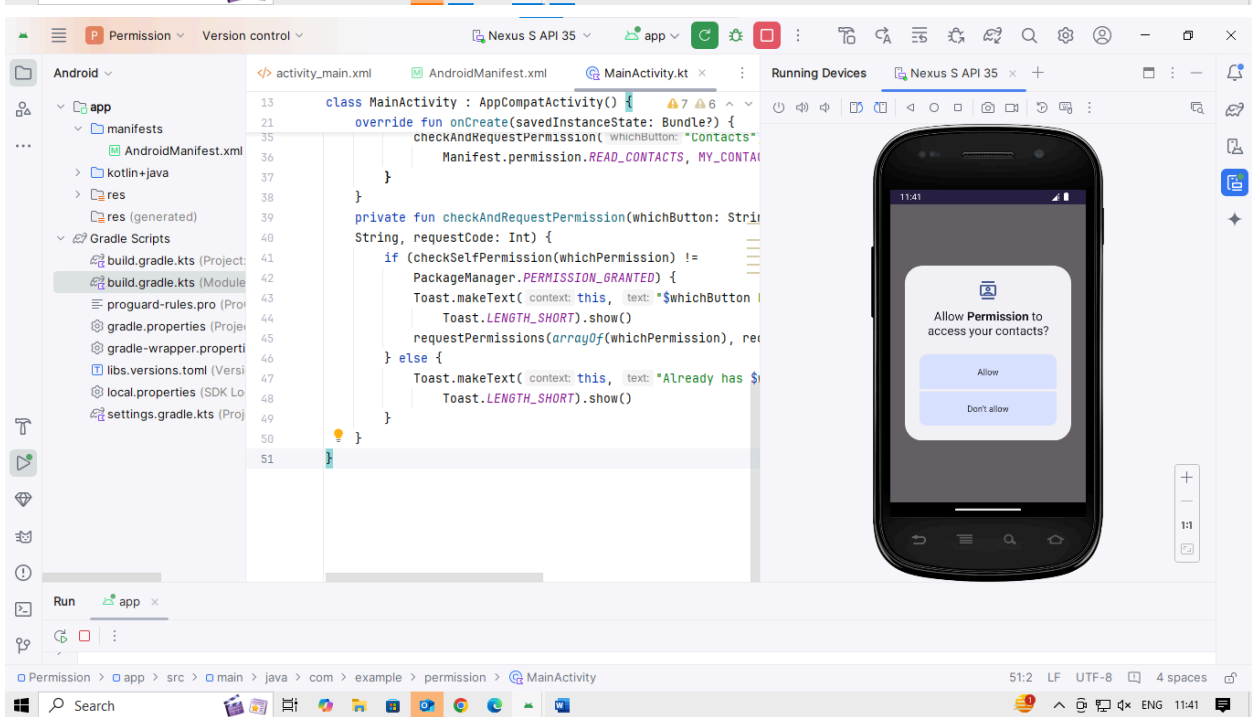 P Permission Version control Nexus S API 35 app
Android
activity_main.xml AndroidManifest.xml MainActivity.kt
Running Devices Nexus S API 35
app
manifests
AndroidManifest.xml
kotlin+java
res
res (generated)
Gradle Scripts
build.gradle.kts (Project:
build.gradle.kts (Module
proguard-rules.pro (Pro
gradle.properties (Proje
gradle-wrapper.properti
libs.versions.toml (Versi
local.properties (SDK Lo
settings.gradle.kts (Proj
7 6
13 class MainActivity : AppCompatActivity() {
21 override fun onCreate(savedInstanceState: Bundle?) {
35 checkAndRequestPermission( whichButton: "Contacts"
36 Manifest.permission.READ_CONTACTS, MY_CONTA
37 }
38 }
39 private fun checkAndRequestPermission(whichButton: Stri
40 String, requestCode: Int) {
41 if (checkSelfPermission(whichPermission) !=
42 PackageManager.PERMISSION_GRANTED) {
43 Toast.makeText( context: this, text: "$whichButton
44 Toast.LENGTH_SHORT).show()
45 requestPermissions(arrayOf(whichPermission), req
46 } else {
47 Toast.makeText( context: this, text: "Already has $
48 Toast.LENGTH_SHORT).show()
49 }
50 }
51 }
11:41
Allow Permission to
access your contacts?
Allow
Don't allow
1:1
Run app
Permission > app > src > main > java > com > example > permission > MainActivity
51:2 LF UTF-8 4 spaces
Search
ENG 11:41